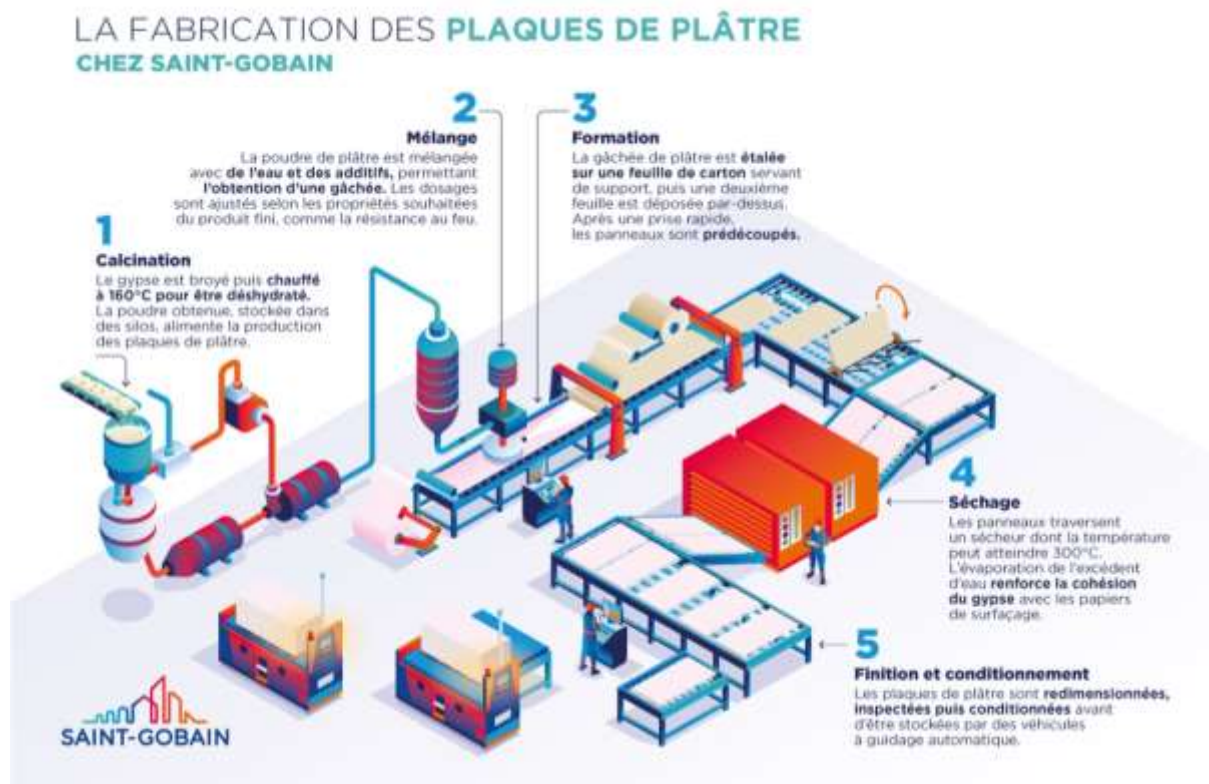 LA FABRICATION DES PLAQUES DE PLÂTRE
CHEZ SAINT-GOBAIN
1
Calcination
Le gypse est broyé puis chauffé
à 160°C pour être déshydraté.
La poudre obtenue, stockée dans
des silos, alimente la production
des plaques de plâtre.
2
Mélange
La poudre de plâtre est mélangée
avec de l'eau et des additifs, permettant
l'obtention d'une gâchée. Les dosages
sont ajustés selon les propriétés souhaitées
du produit fini, comme la résistance au feu.
3
Formation
La gâchée de plâtre est étalée
sur une feuille de carton servant
de support, puis une deuxième
feuille est déposée par-dessus.
Après une prise rapide,
les panneaux sont prédécoupés.
4
Séchage
Les panneaux traversent
un sécheur dont la température
peut atteindre 300°C.
L'évaporation de l'excédent
d'eau renforce la cohésion
du gypse avec les papiers
de surfaçage.
5
Finition et conditionnement
Les plaques de plâtre sont redimensionnées,
inspectées puis conditionnées avant
d'être stockées par des véhicules
à guidage automatique.
SAINT-GOBAIN